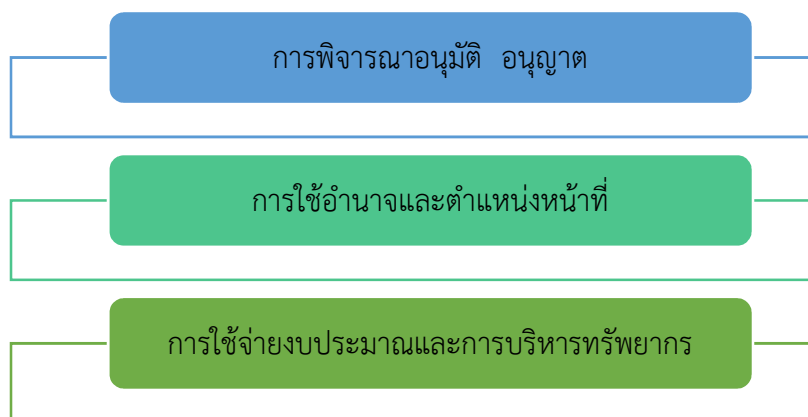 การพิจารณาอนุมัติ อนุญาต
การใช้อำนาจและตำแหน่งหน้าที่
การใช้จ่ายงบประมาณและการบริหารทรัพยากร